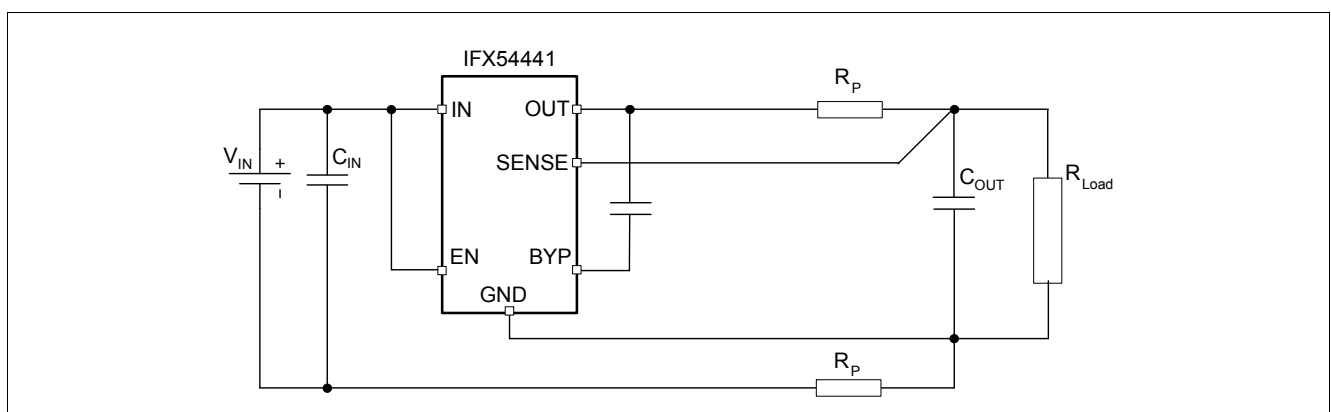 IFX54441
IN
OUT
R_P
SENSE
V_IN
+
-
C_IN
C_OUT
R_Load
EN
BYP
GND
R_P